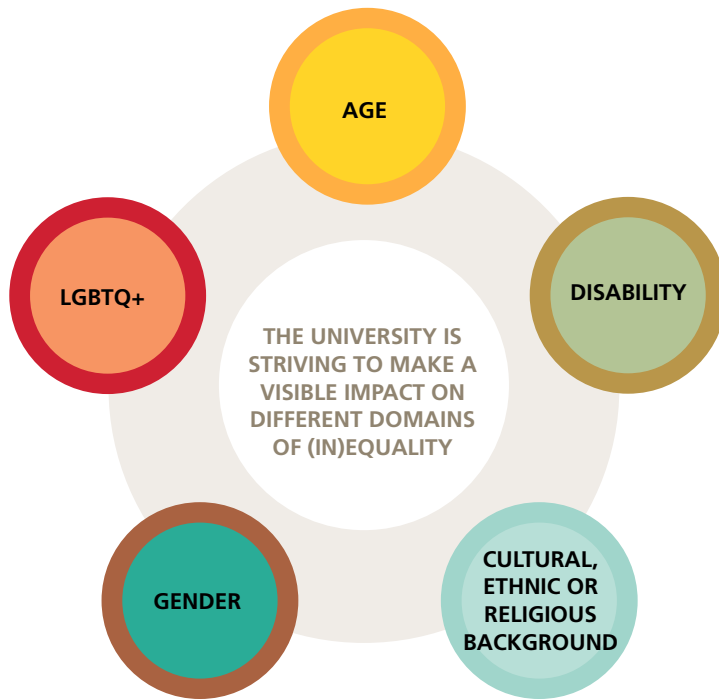 AGE
LGBTQ+
DISABILITY
THE UNIVERSITY IS
STRIVING TO MAKE A
VISIBLE IMPACT ON
DIFFERENT DOMAINS
OF (IN)EQUALITY
GENDER
CULTURAL,
ETHNIC OR
RELIGIOUS
BACKGROUND